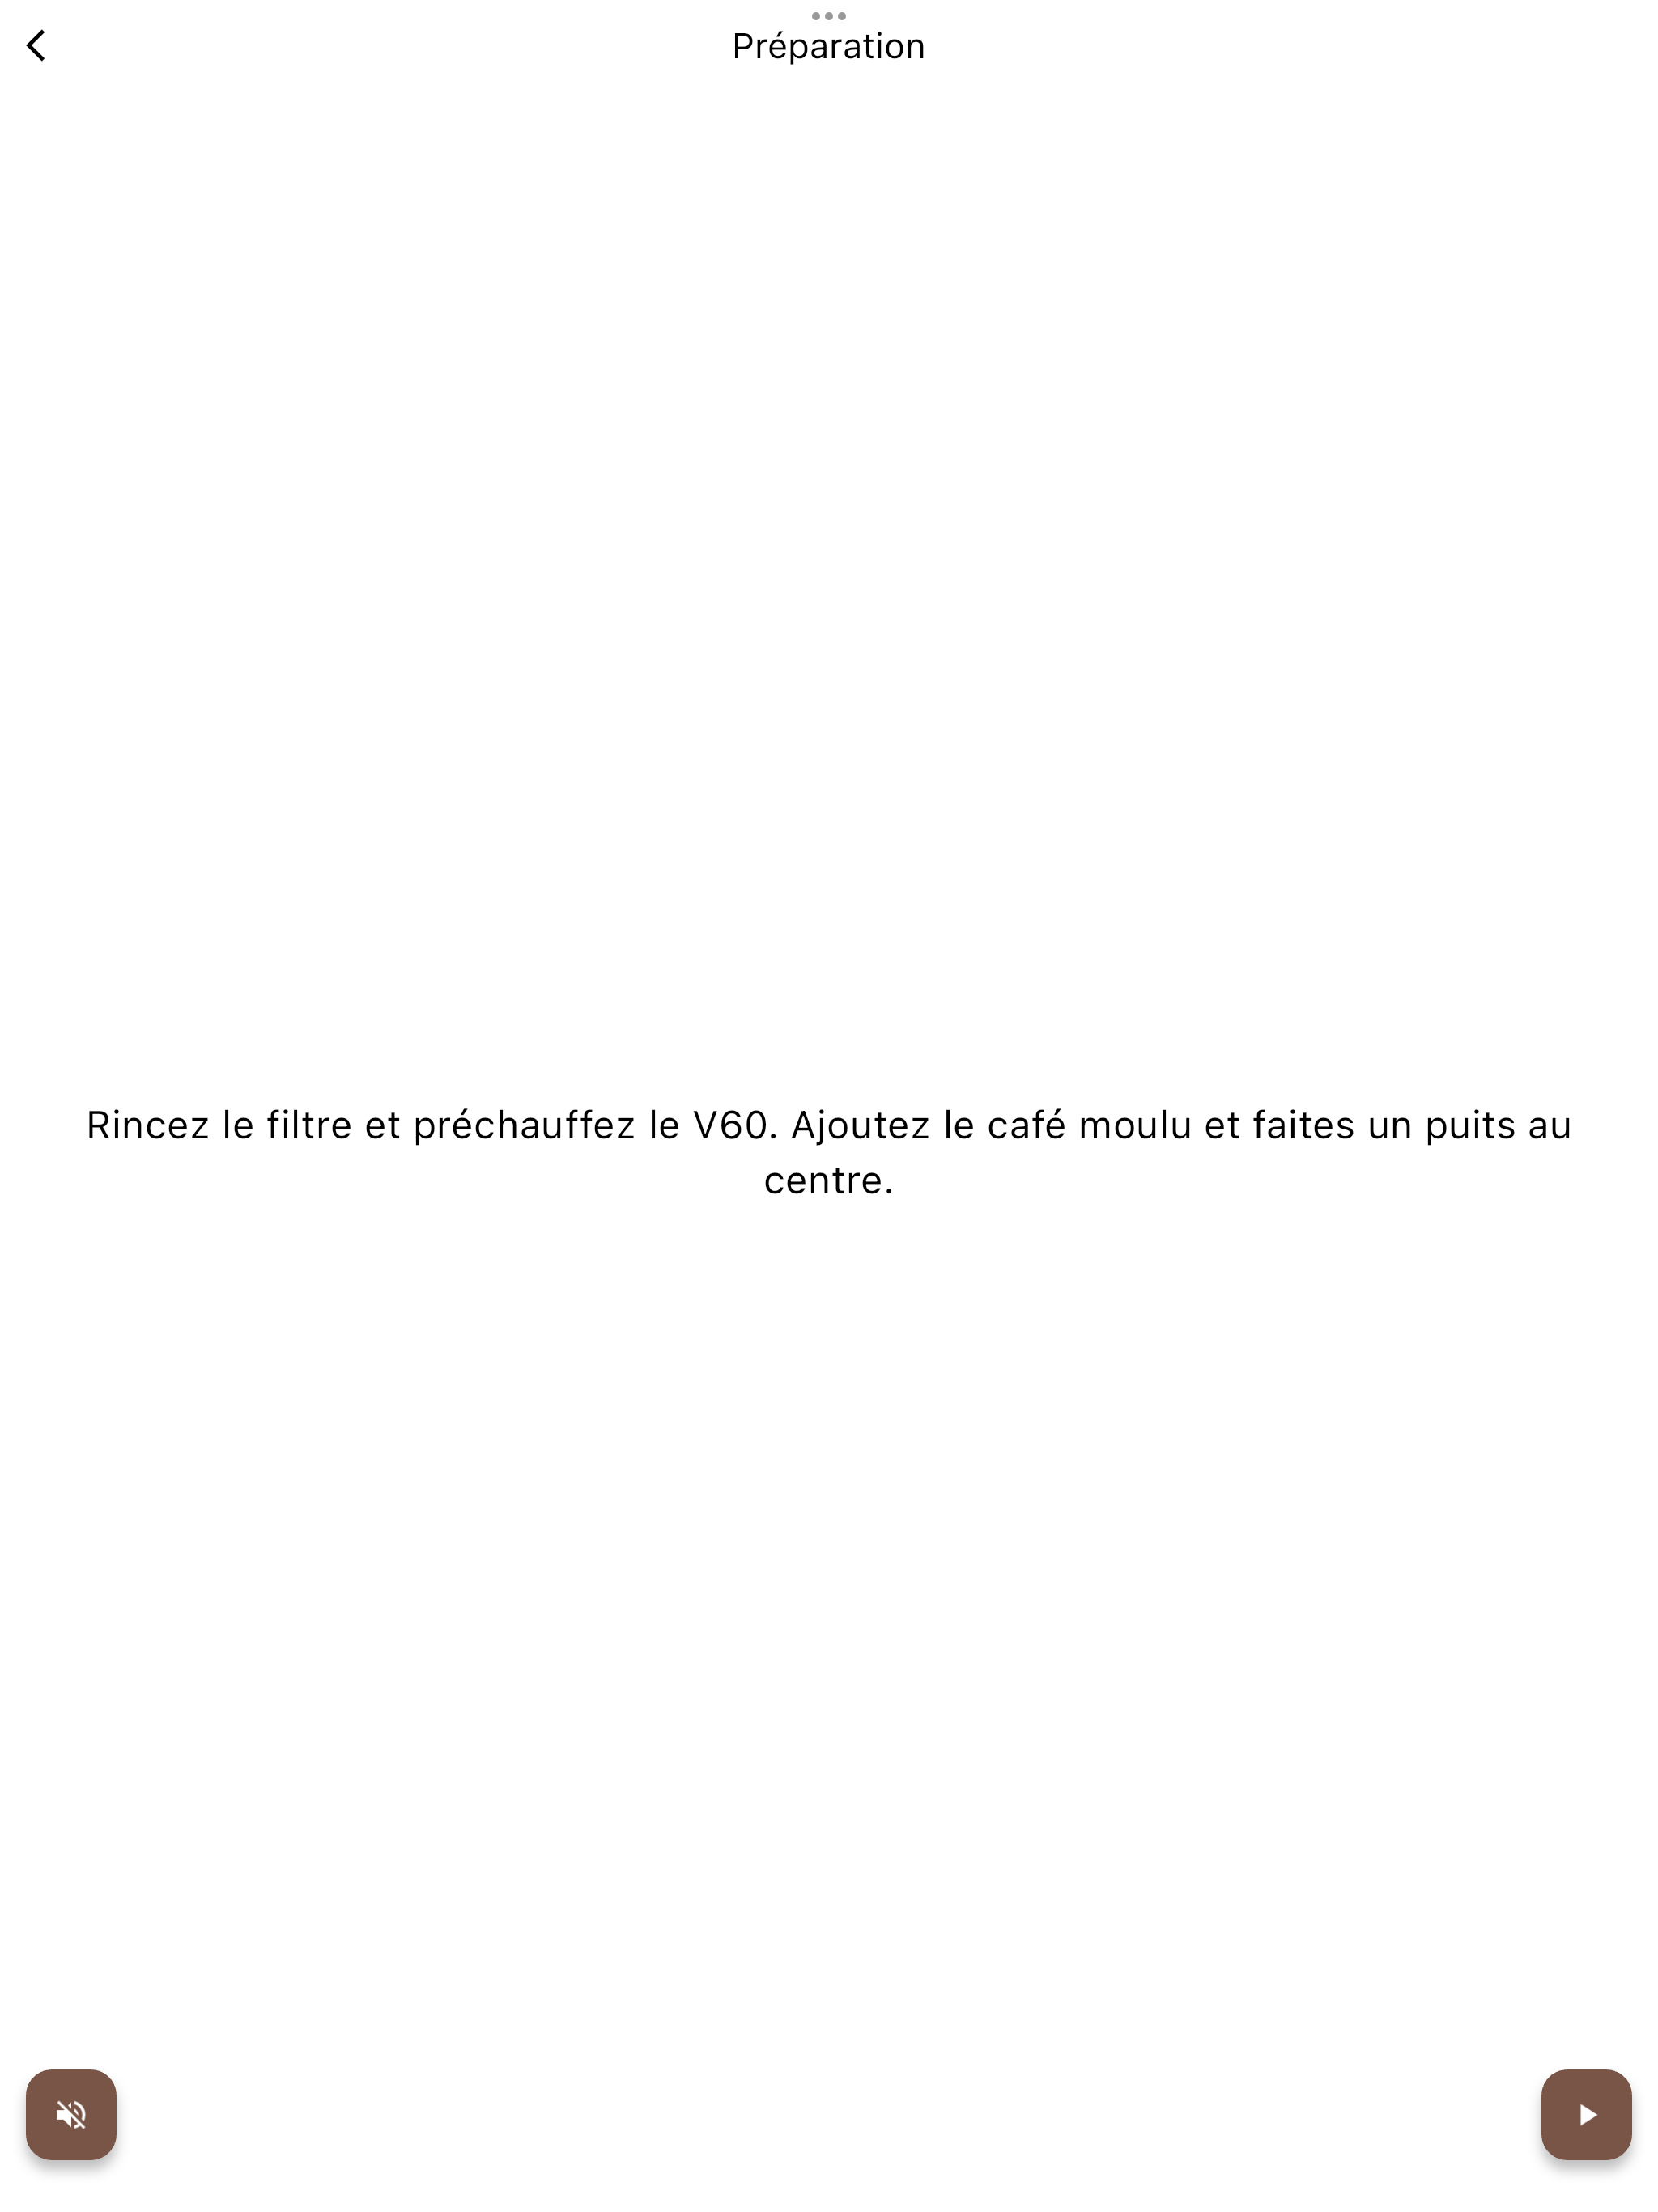 Préparation
Rincez le filtre et préchauffez le V60. Ajoutez le café moulu et faites un puits au
centre.